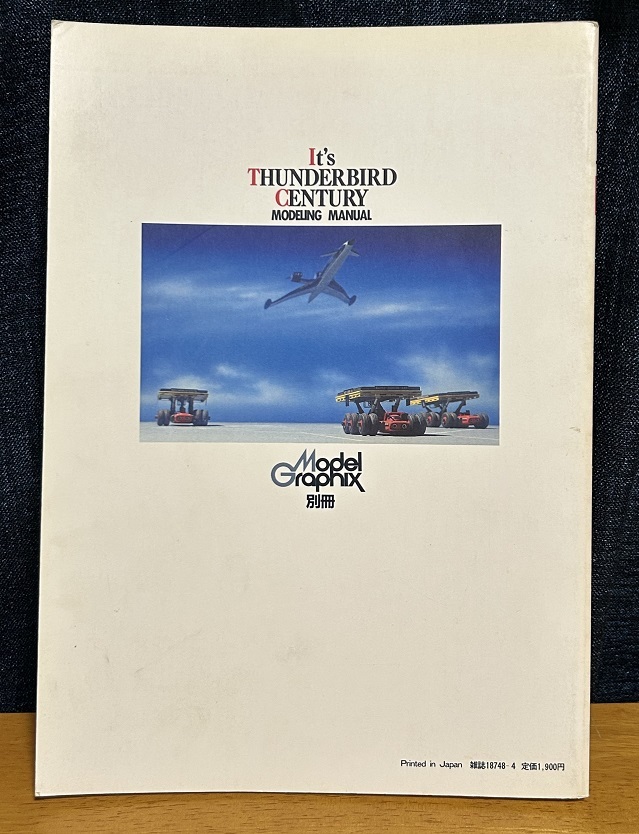 It's
THUNDERBIRD
CENTURY
MODELING MANUAL
Model
Graphix
別冊
Printed in Japan 雑誌18748-4 定価1,900円